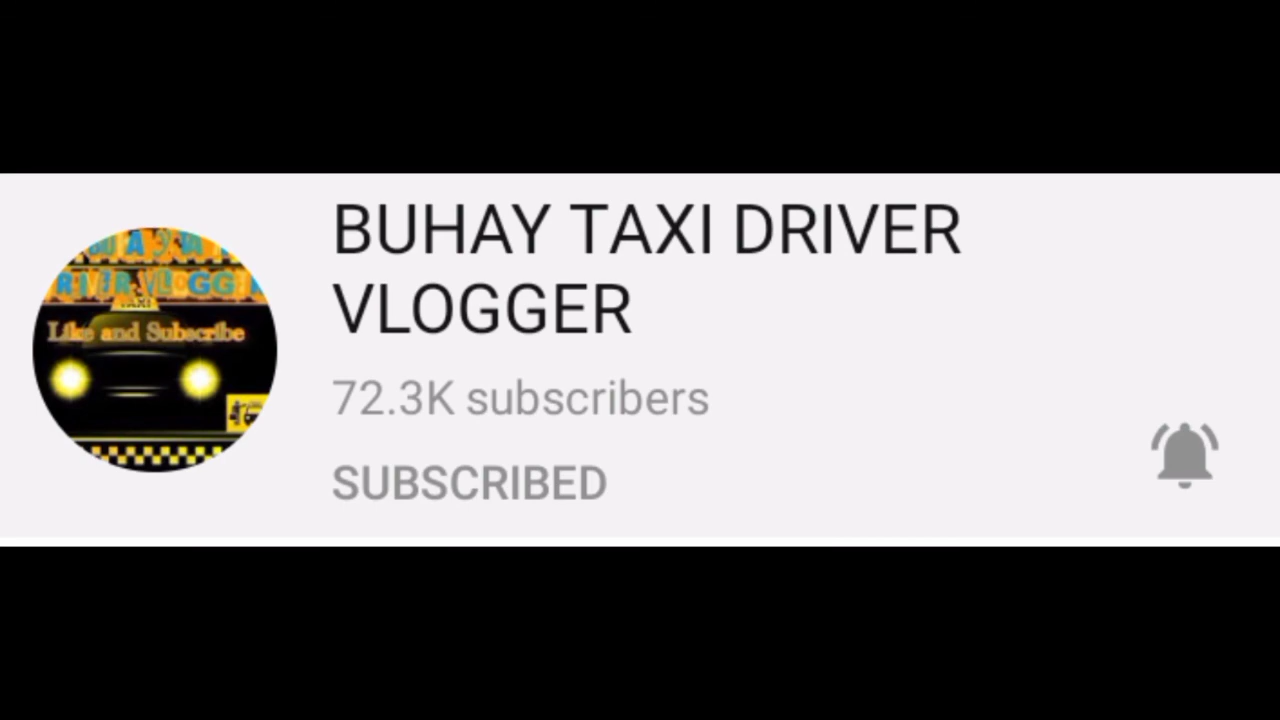 BUHAY TAXI DRIVER
VLOGGER
72.3K subscribers
SUBSCRIBED
TAXI
Like and Subscribe